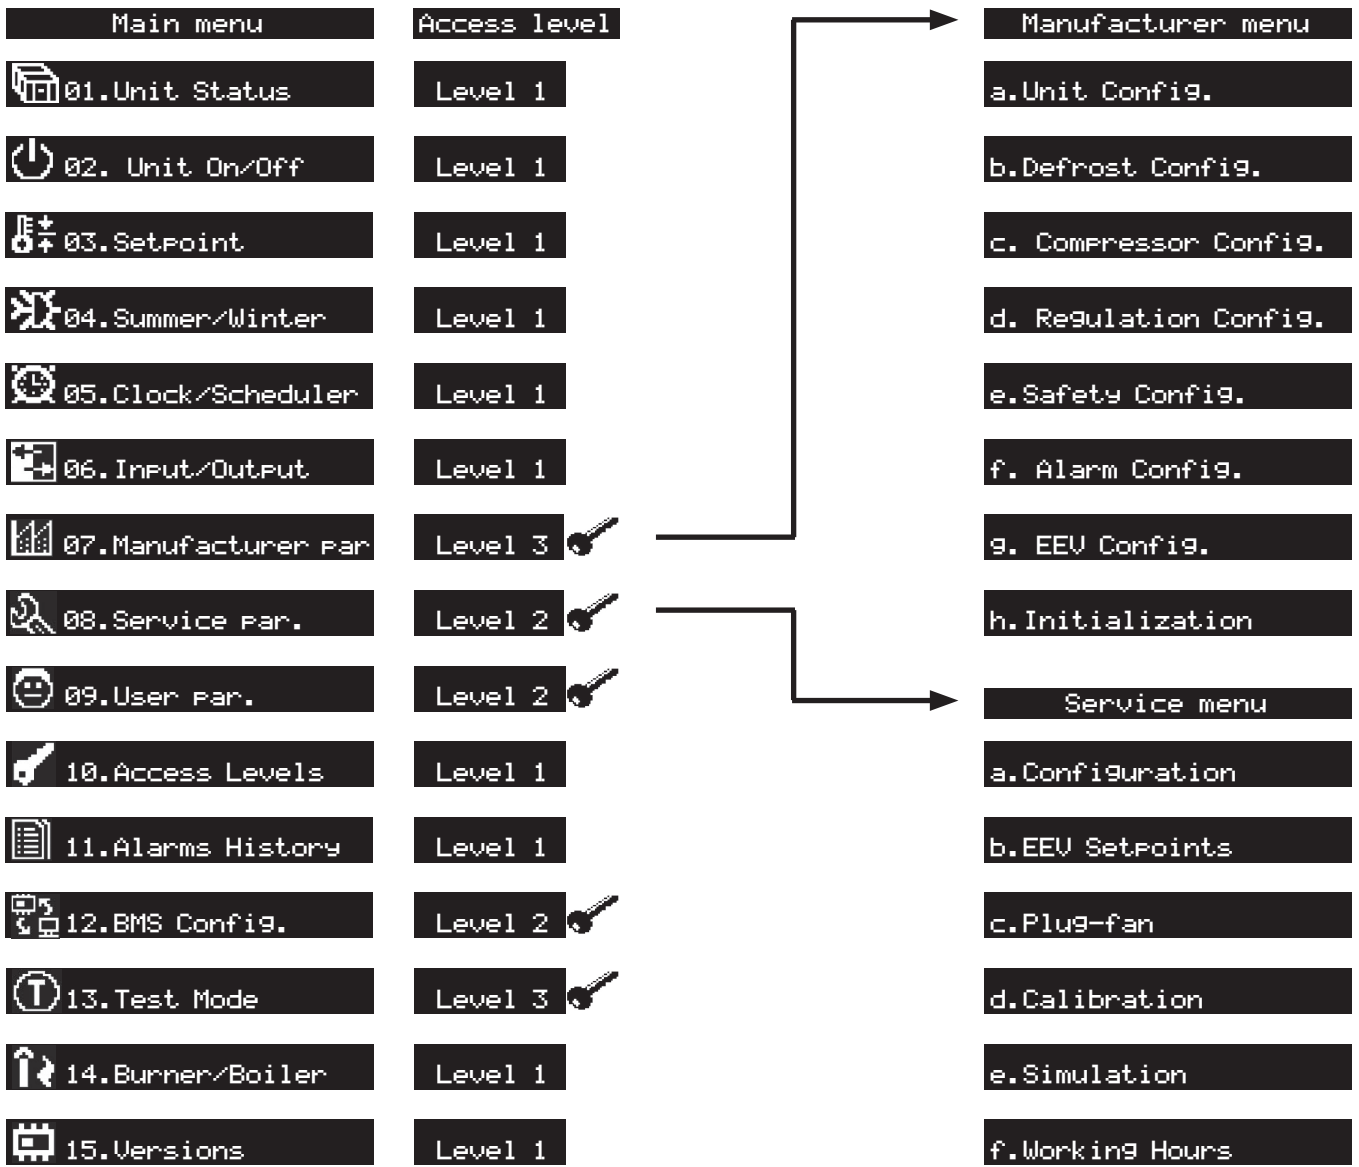 Main menu
Access level
Manufacturer menu
01.Unit Status
Level 1
a.Unit Config.
02. Unit On/Off
Level 1
b.Defrost Config.
03.Setpoint
Level 1
c. Compressor Config.
04.Summer/Winter
Level 1
d. Regulation Config.
05.Clock/Scheduler
Level 1
e.Safety Config.
06.Input/Output
Level 1
f. Alarm Config.
07.Manufacturer par
Level 3
g. EEV Config.
08.Service par.
Level 2
h.Initialization
09.User par.
Level 2
Service menu
10.Access Levels
Level 1
a.Configuration
11.Alarms History
Level 1
b.EEV Setpoints
12.BMS Config.
Level 2
c.Plug-fan
T
13.Test Mode
Level 3
d.Calibration
14.Burner/Boiler
Level 1
e.Simulation
15.Versions
Level 1
f.Working Hours